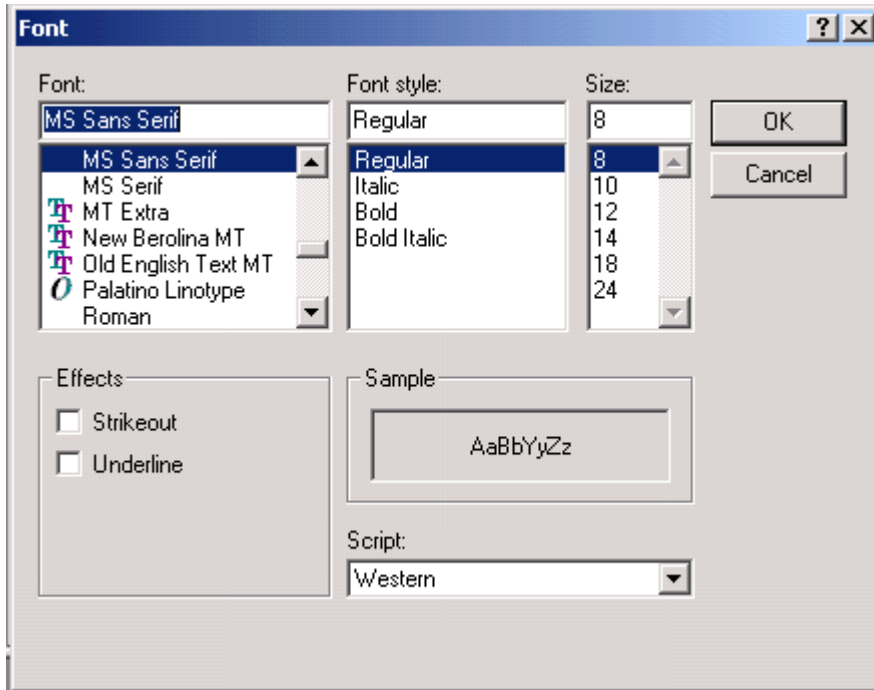 Font
Font:
MS Sans Serif
MS Sans Serif
MS Serif
MT Extra
New Berolina MT
Old English Text MT
Palatino Linotype
Roman
Font style:
Regular
Regular
Italic
Bold
Bold Italic
Size:
8
8
10
12
14
18
24
OK
Cancel
Effects
Strikeout
Underline
Sample
AaBbYyZz
Script:
Western